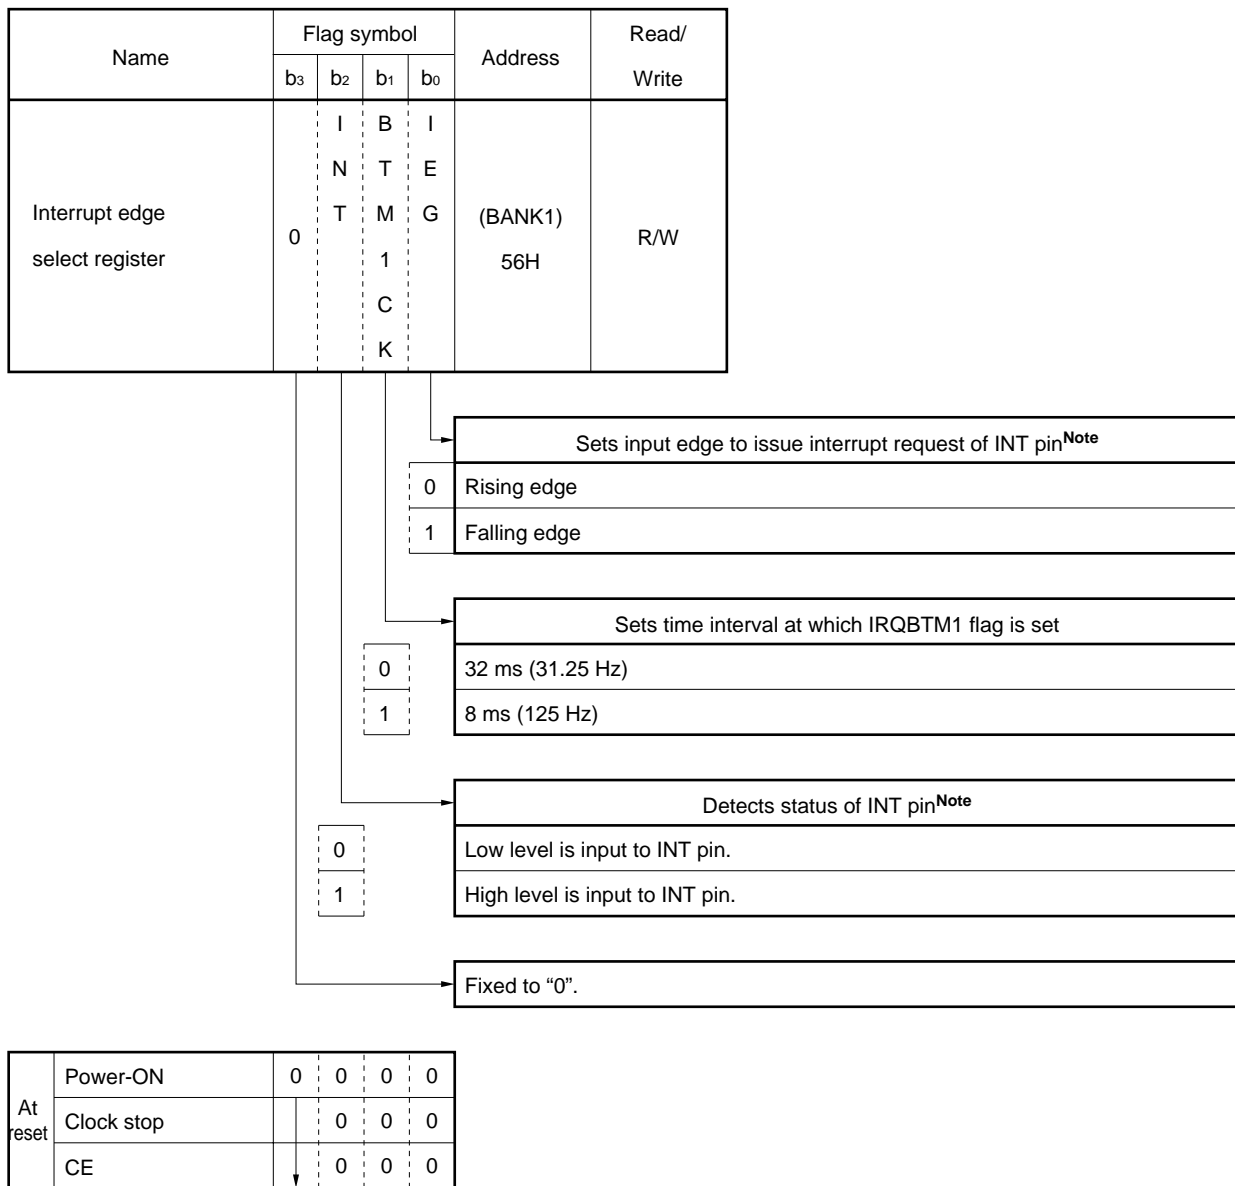 Name Flag symbol Address Read/
Write
b3 b2 b1 b0
Interrupt edge
select register
0
INT
BTM1CK
IEG
(BANK1)
56H
R/W
Sets input edge to issue interrupt request of INT pinNote
0 Rising edge
1 Falling edge
Sets time interval at which IRQBTM1 flag is set
0 32 ms (31.25 Hz)
1 8 ms (125 Hz)
Detects status of INT pinNote
0 Low level is input to INT pin.
1 High level is input to INT pin.
Fixed to “0”.
At
reset
Power-ON 0 0 0 0
Clock stop 0 0 0
CE 0 0 0